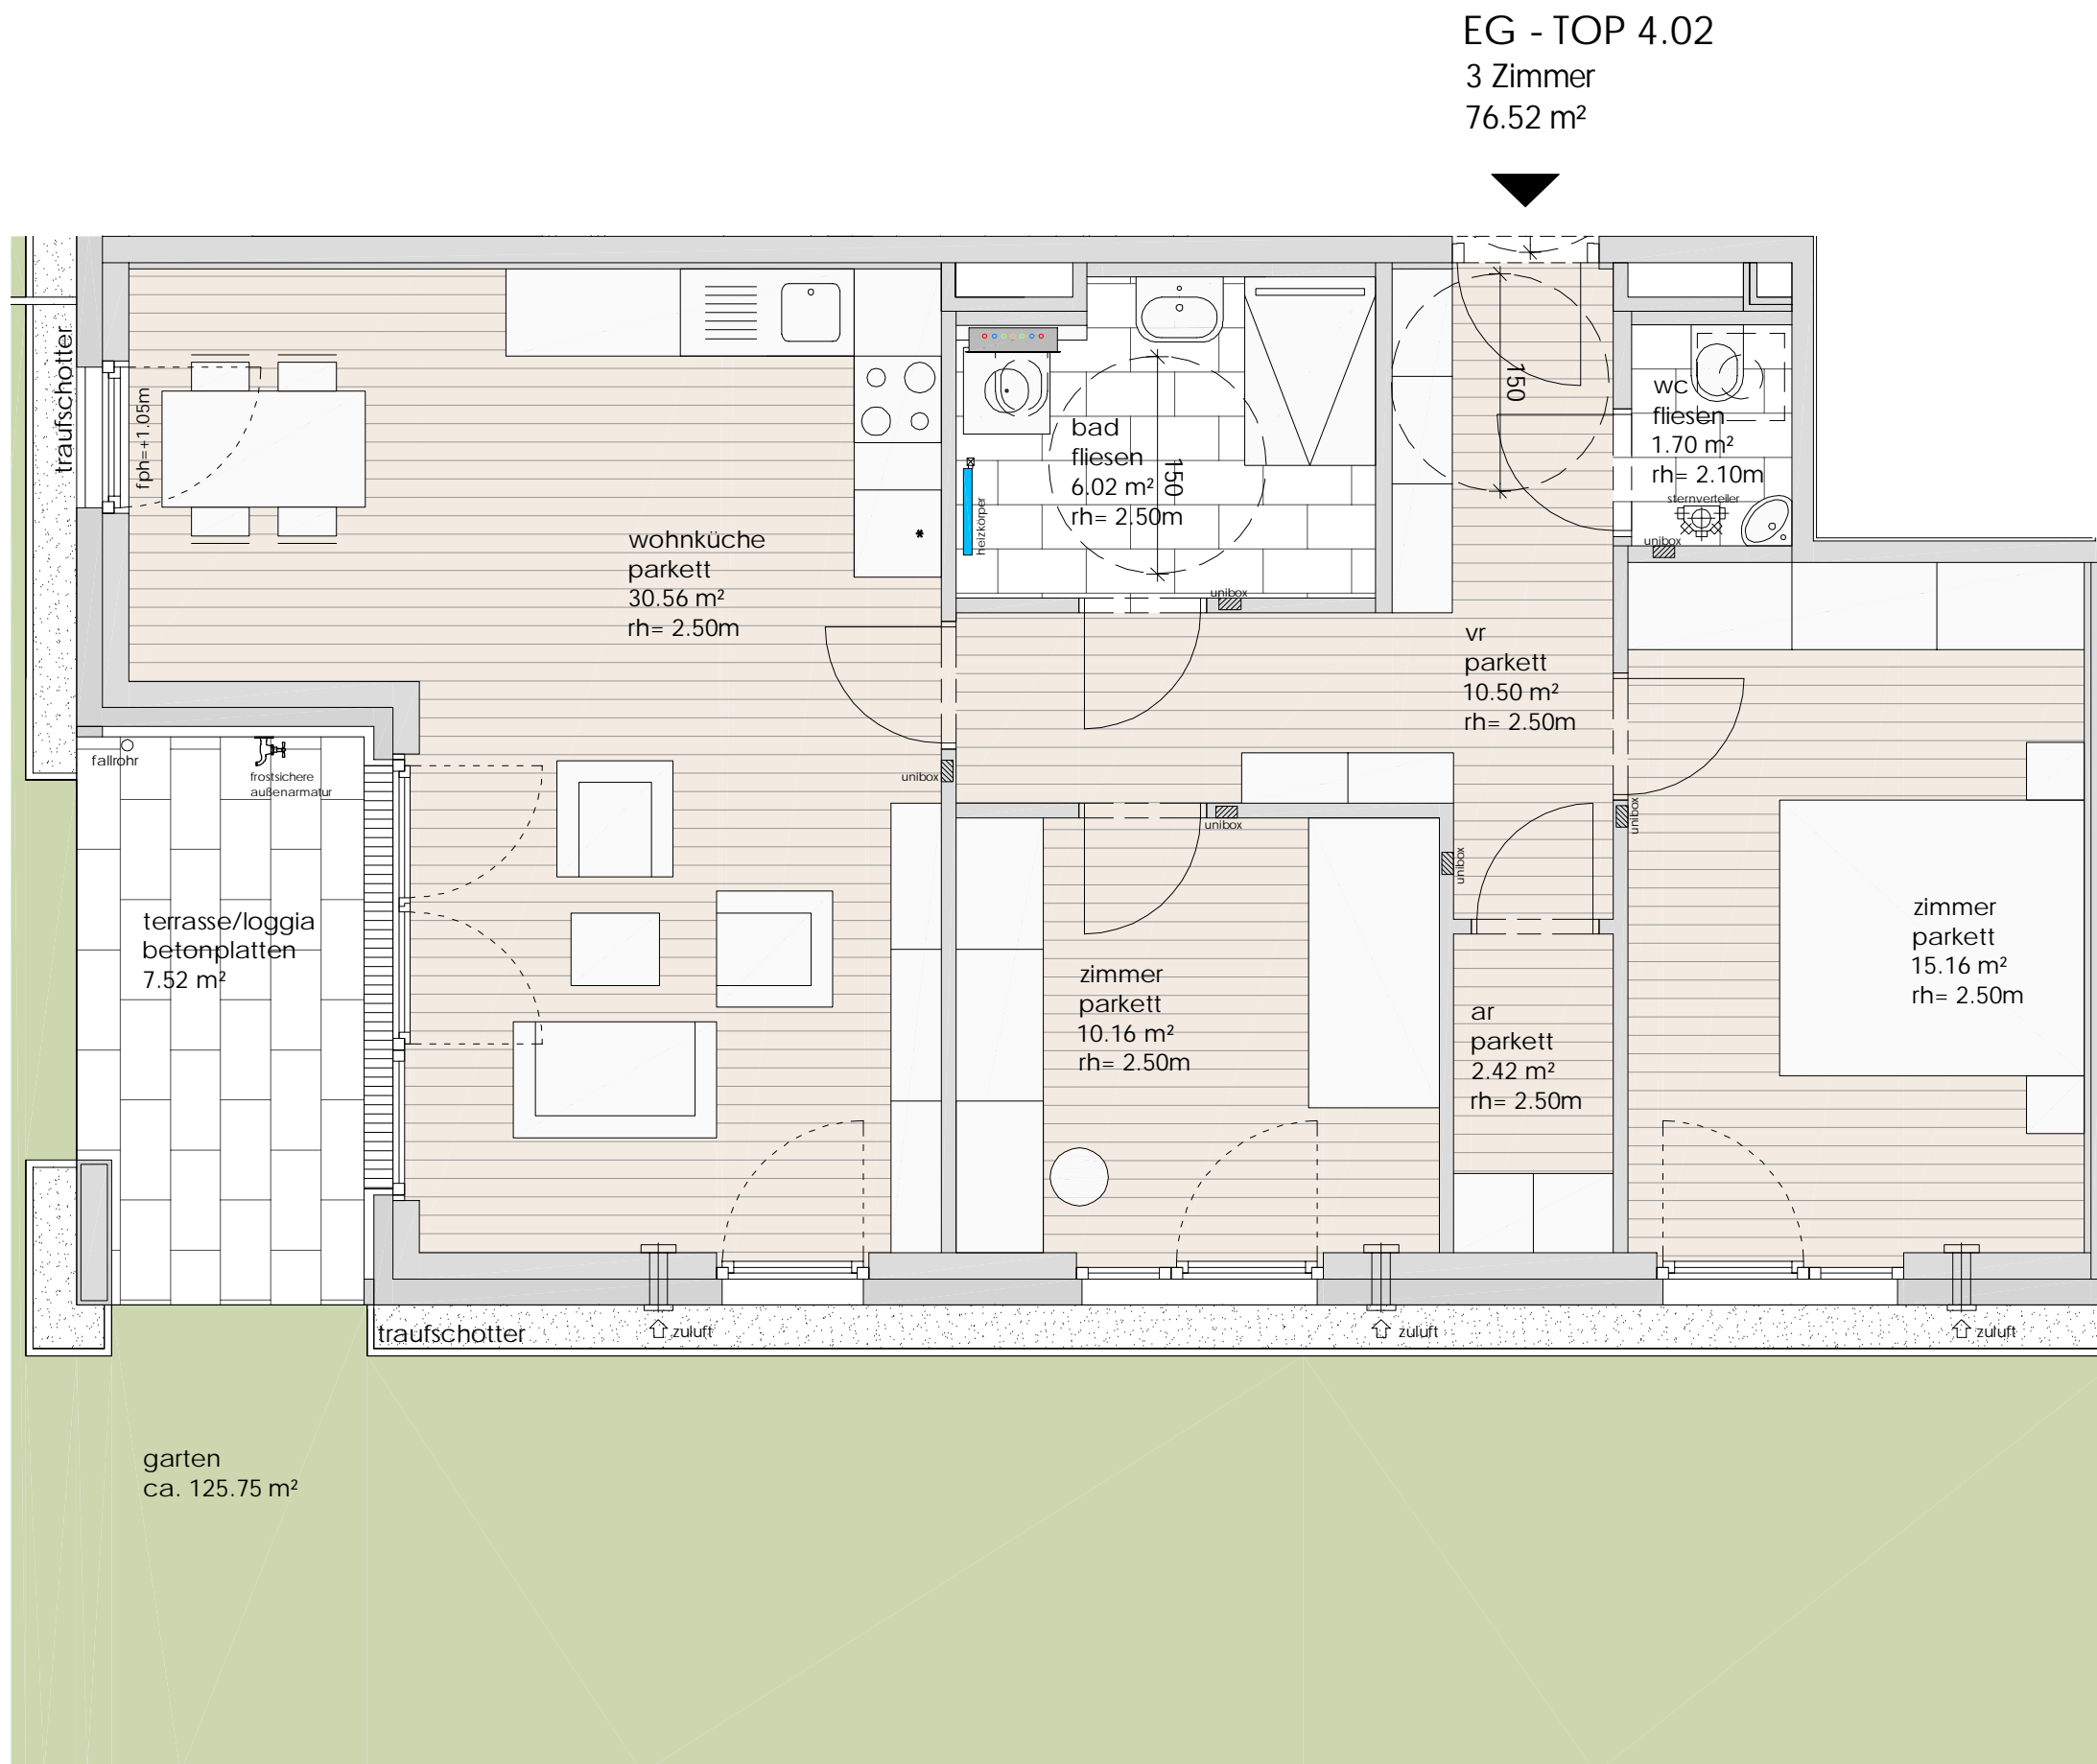 EG - TOP 4.02
3 Zimmer
76.52 m²
traufschotter
fph=+1.05m
wohnküche
parkett
30.56 m²
rh= 2.50m
bad
fliesen
6.02 m²
rh= 2.50m
150
heizkörper
unibox
150
wc
fliesen
1.70 m²
rh= 2.10m
sternverteiler
unibox
vr
parkett
10.50 m²
rh= 2.50m
fallrohr
frostsichere
außenarmatur
unibox
unibox
unibox
unibox
terrasse/loggia
betonplatten
7.52 m²
zimmer
parkett
10.16 m²
rh= 2.50m
ar
parkett
2.42 m²
rh= 2.50m
zimmer
parkett
15.16 m²
rh= 2.50m
traufschotter
zuluft
zuluft
zuluft
garten
ca. 125.75 m²